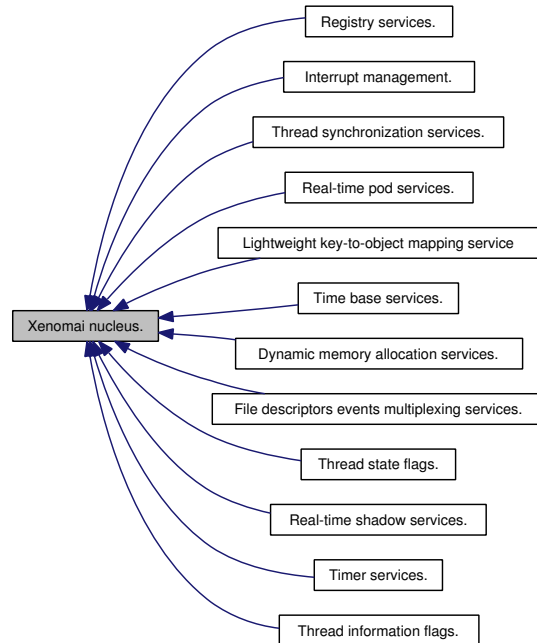 Registry services.
Interrupt management.
Thread synchronization services.
Real-time pod services.
Lightweight key-to-object mapping service
Time base services.
Xenomai nucleus.
Dynamic memory allocation services.
File descriptors events multiplexing services.
Thread state flags.
Real-time shadow services.
Timer services.
Thread information flags.